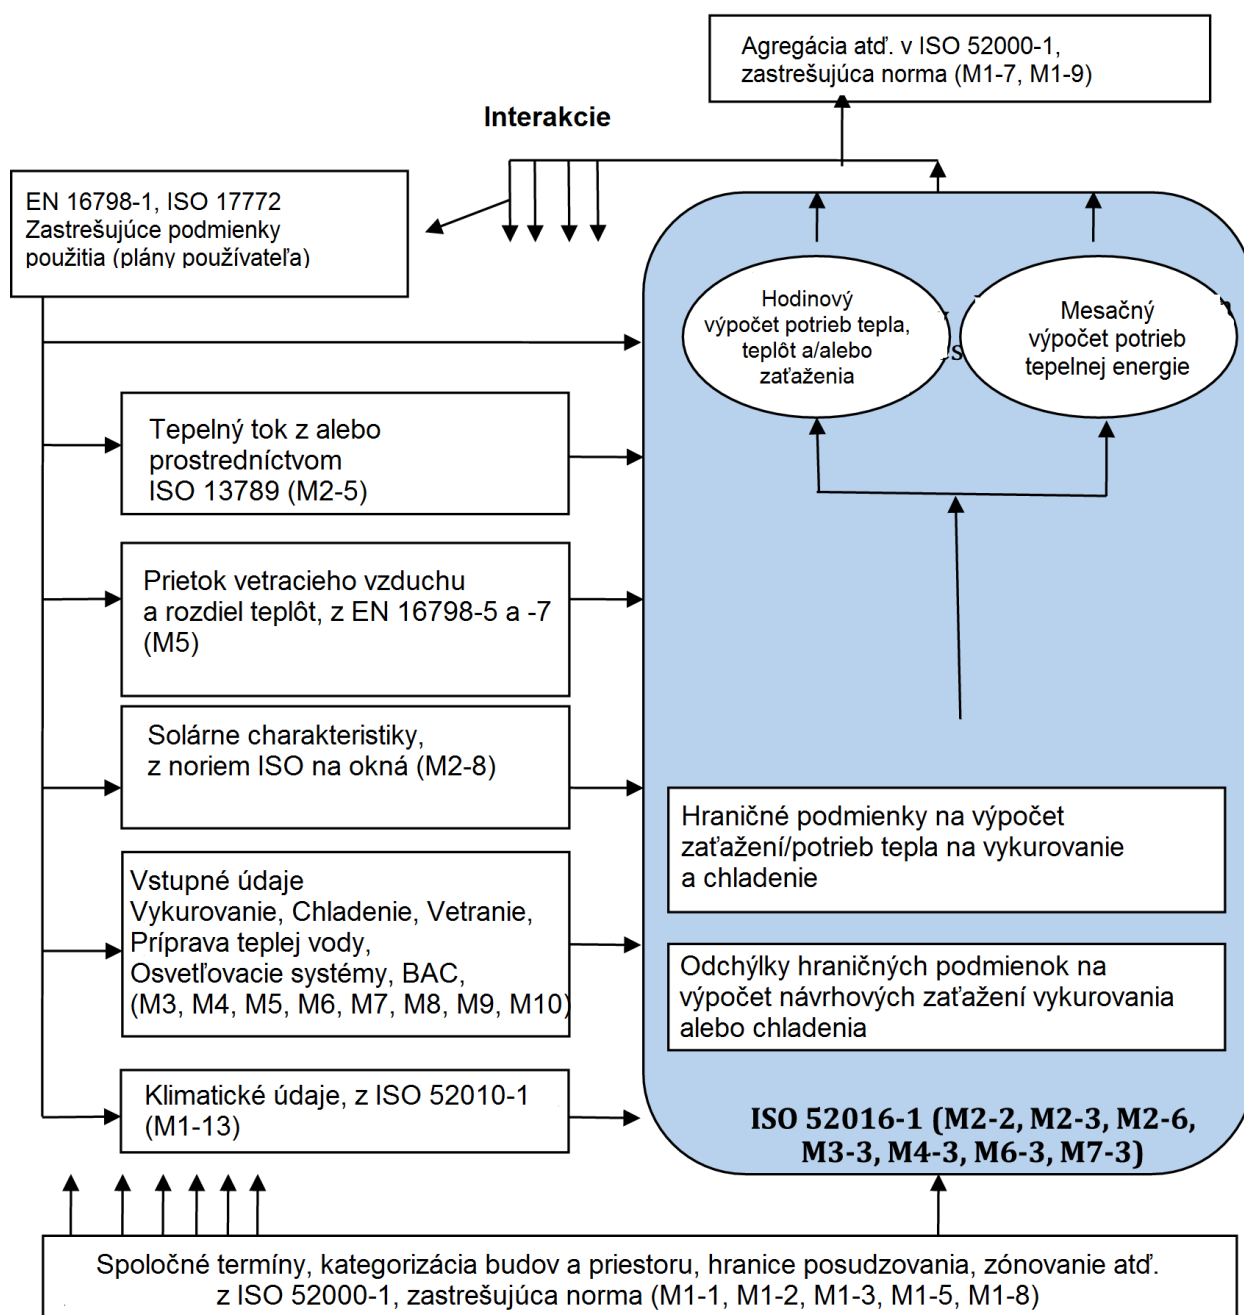 Agregácia atď. v ISO 52000-1,
zastrešujúca norma (M1-7, M1-9)
Interakcie
EN 16798-1, ISO 17772
Zastrešujúce podmienky
použitia (plány používateľa)
Hodinový
výpočet potrieb tepla,
teplôt a/alebo
zaťaženia
Mesačný
výpočet potrieb
tepelnej energie
Tepelný tok z alebo
prostredníctvom
ISO 13789 (M2-5)
Prietok vetracieho vzduchu
a rozdiel teplôt, z EN 16798-5 a -7
(M5)
Solárne charakteristiky,
z noriem ISO na okná (M2-8)
Vstupné údaje
Vykurovanie, Chladenie, Vetranie,
Príprava teplej vody,
Osvetľovacie systémy, BAC,
(M3, M4, M5, M6, M7, M8, M9, M10)
Klimatické údaje, z ISO 52010-1
(M1-13)
Hraničné podmienky na výpočet
zaťažení/potrieb tepla na vykurovanie
a chladenie
Odchýlky hraničných podmienok na
výpočet návrhových zaťažení vykurovania
alebo chladenia
ISO 52016-1 (M2-2, M2-3, M2-6,
M3-3, M4-3, M6-3, M7-3)
Spoločné termíny, kategorizácia budov a priestoru, hranice posudzovania, zónovanie atď.
z ISO 52000-1, zastrešujúca norma (M1-1, M1-2, M1-3, M1-5, M1-8)